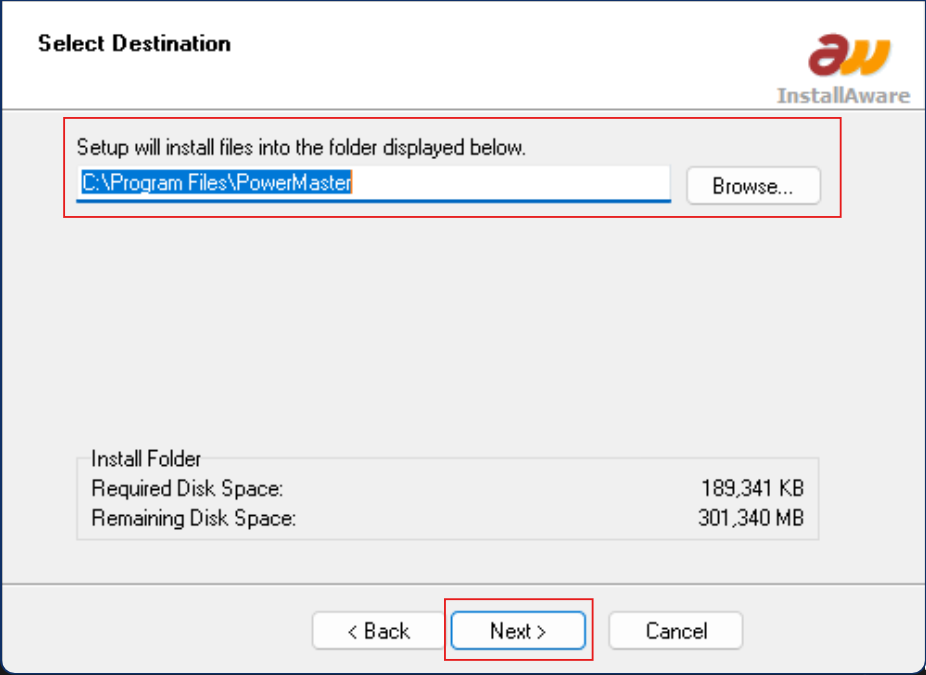 Select Destination
aw
InstallAware
Setup will install files into the folder displayed below.
C:\Program Files\PowerMaster
Browse...
Install Folder
Required Disk Space: 189,341 KB
Remaining Disk Space: 301,340 MB
< Back Next > Cancel